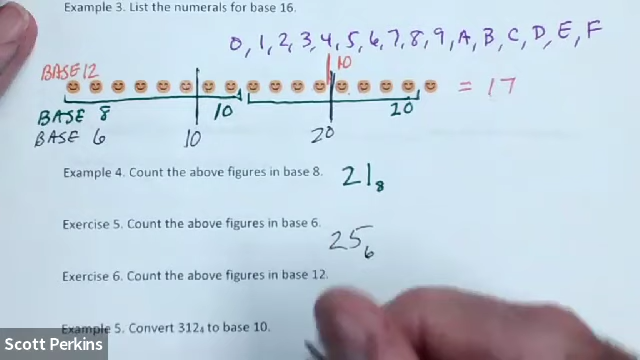 Example 3. List the numerals for base 16.
0, 1, 2, 3, 4, 5, 6, 7, 8, 9, A, B, C, D, E, F
BASE 12 10
= 17
BASE 8 10 20
BASE 6 10 20
Example 4. Count the above figures in base 8. 21₈
Exercise 5. Count the above figures in base 6. 25₆
Exercise 6. Count the above figures in base 12.
Example 5. Convert 312₄ to base 10.
Scott Perkins